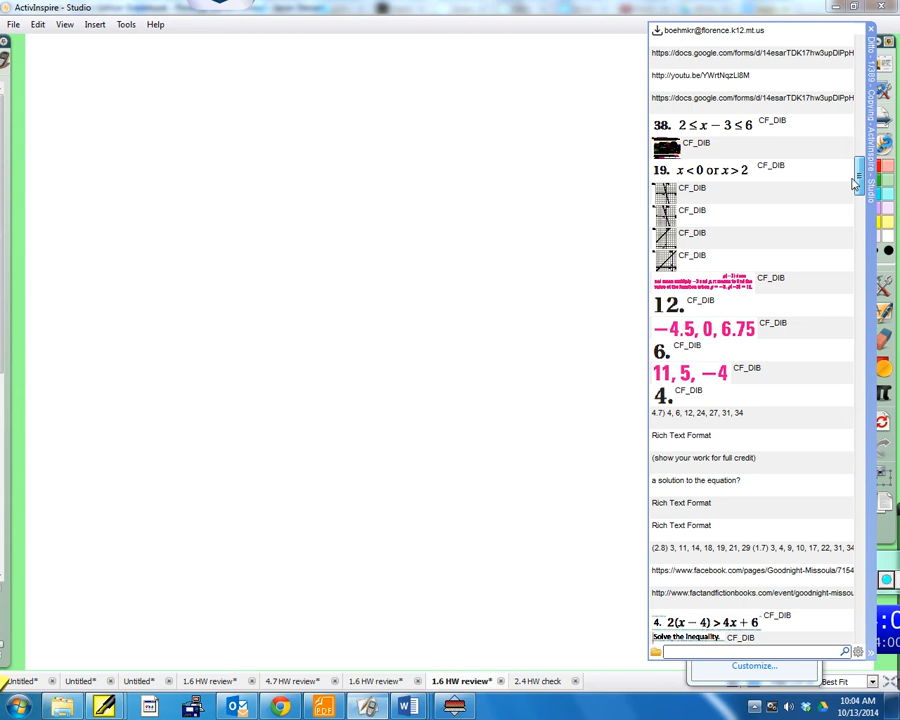 ActivInspire - Studio
File Edit View Insert Tools Help
boehmkr@florence.k12.mt.us
https://docs.google.com/forms/d/14esarTDK17hw3upDlPpH
http://youtu.be/YWrtNqzLl8M
https://docs.google.com/forms/d/14esarTDK17hw3upDlPpH
38. 2 ≤ x − 3 ≤ 6 CF_DIB
CF_DIB
19. x < 0 or x > 2 CF_DIB
CF_DIB
CF_DIB
CF_DIB
CF_DIB
CF_DIB
12. CF_DIB
−4.5, 0, 6.75 CF_DIB
6. CF_DIB
11, 5, −4 CF_DIB
4. CF_DIB
4.7) 4, 6, 12, 24, 27, 31, 34
Rich Text Format
(show your work for full credit)
a solution to the equation?
Rich Text Format
Rich Text Format
(2.8) 3, 11, 14, 18, 19, 21, 29 (1.7) 3, 4, 9, 10, 17, 22, 31, 34
https://www.facebook.com/pages/Goodnight-Missoula/7154
http://www.factandfictionbooks.com/event/goodnight-missou
4. 2(x − 4) > 4x + 6 CF_DIB
Solve the inequality. CF_DIB
Ditto - 1/389 - Copying - ActivInspire - Studio
Customize...
Untitled* Untitled* Untitled* 1.6 HW review* 4.7 HW review* 1.6 HW review* 1.6 HW review* 2.4 HW check Best Fit
10:04 AM
10/13/2014